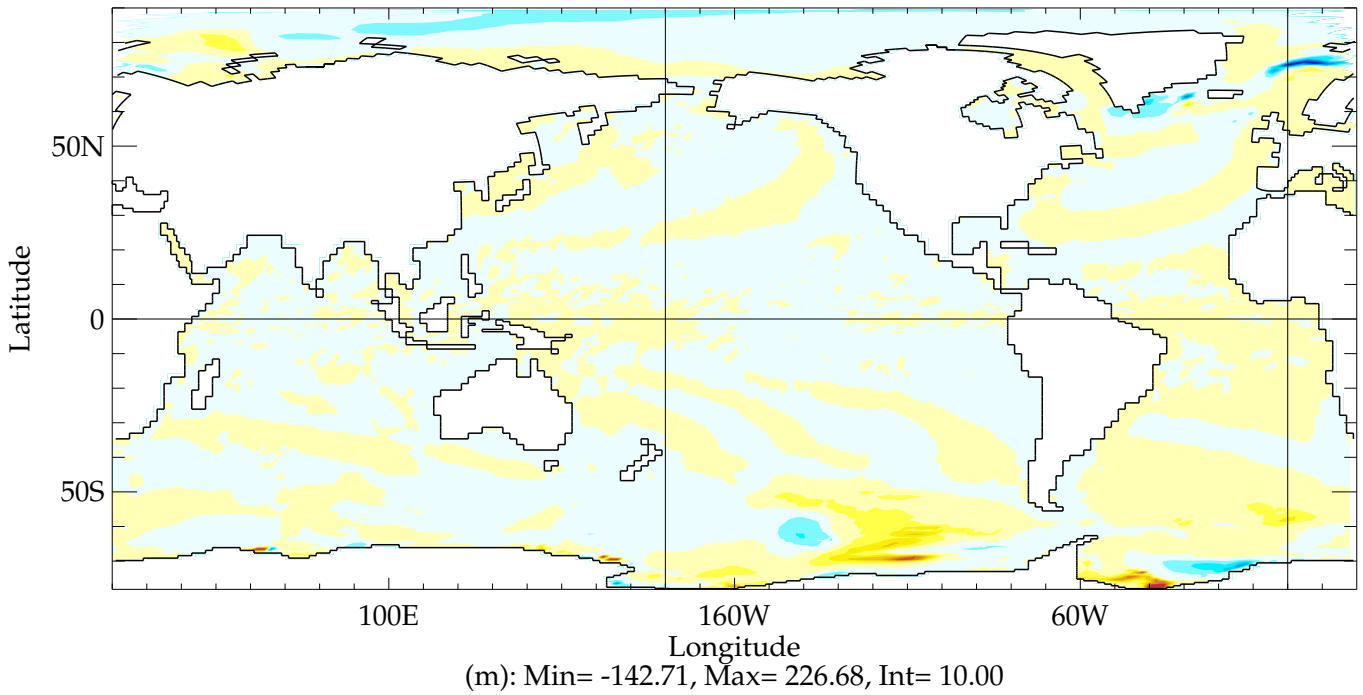 Latitude
50N
0
50S
100E
160W
60W
Longitude
(m): Min= -142.71, Max= 226.68, Int= 10.00